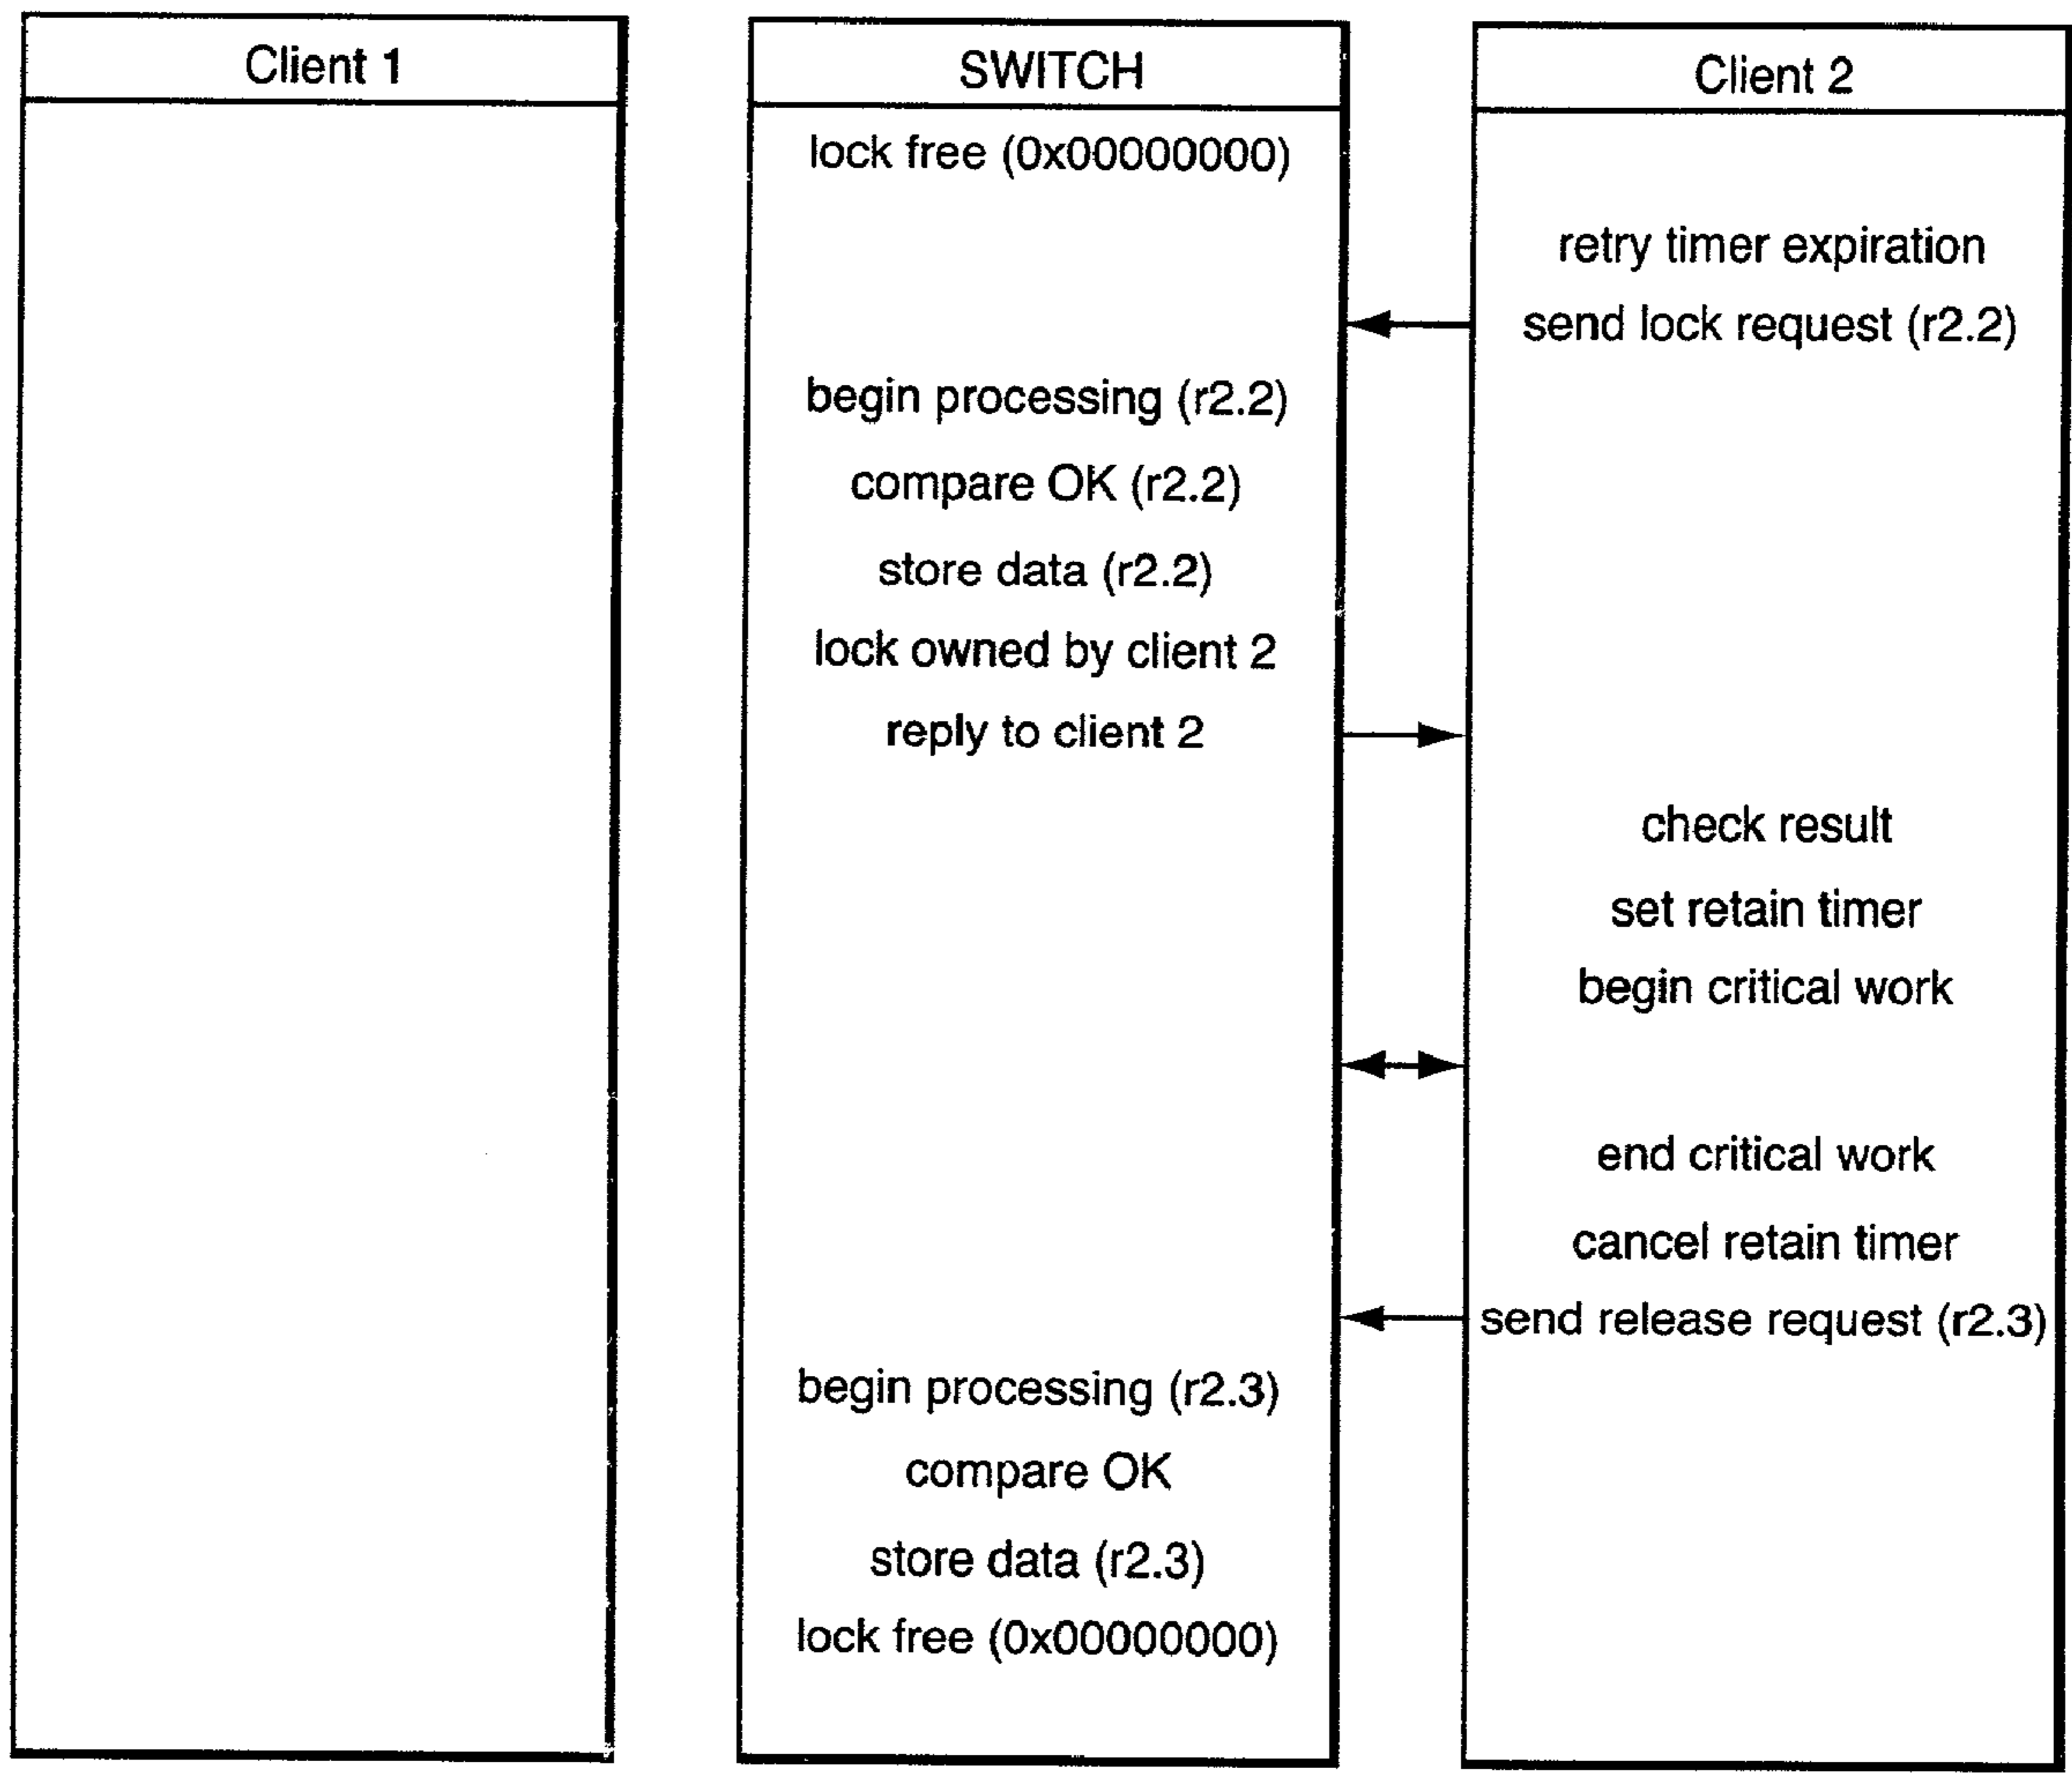 Client 1
SWITCH
Client 2
lock free (0x00000000)
retry timer expiration
send lock request (r2.2)
begin processing (r2.2)
compare OK (r2.2)
store data (r2.2)
lock owned by client 2
reply to client 2
check result
set retain timer
begin critical work
end critical work
cancel retain timer
send release request (r2.3)
begin processing (r2.3)
compare OK
store data (r2.3)
lock free (0x00000000)